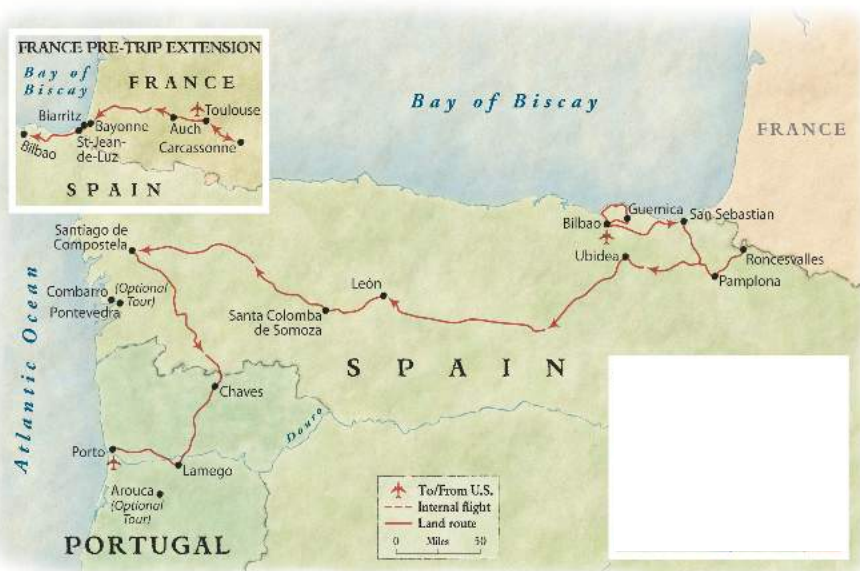 FRANCE PRE-TRIP EXTENSION
Bay of
Biscay
FRANCE
Toulouse
Biarritz
Bayonne
Auch
St-Jean-
de-Luz
Carcassonne
Bilbao
SPAIN
Bay of Biscay
FRANCE
Guernica
San Sebastian
Bilbao
Ubidea
Roncesvalles
Pamplona
Santiago de
Compostela
León
Combarro
(Optional
Tour)
Pontevedra
Santa Colomba
de Somoza
SPAIN
Atlantic Ocean
Chaves
Douro
Porto
Lamego
Arouca
(Optional
Tour)
PORTUGAL
To/From U.S.
Internal flight
Land route
0 Miles 50